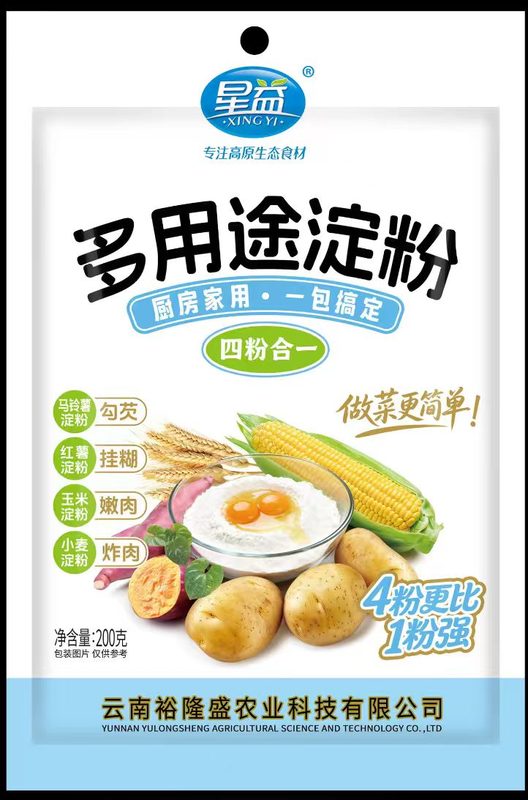 星益®
·XINGYI·
专注高原生态食材
多用途淀粉
厨房家用·一包搞定
四粉合一
做菜更简单!
马铃薯淀粉 勾芡
红薯淀粉 挂糊
玉米淀粉 嫩肉
小麦淀粉 炸肉
4粉更比
1粉强
净含量:200克
包装图片 仅供参考
云南裕隆盛农业科技有限公司
YUNNAN YULONGSHENG AGRICULTURAL SCIENCE AND TECHNOLOGY CO.,LTD